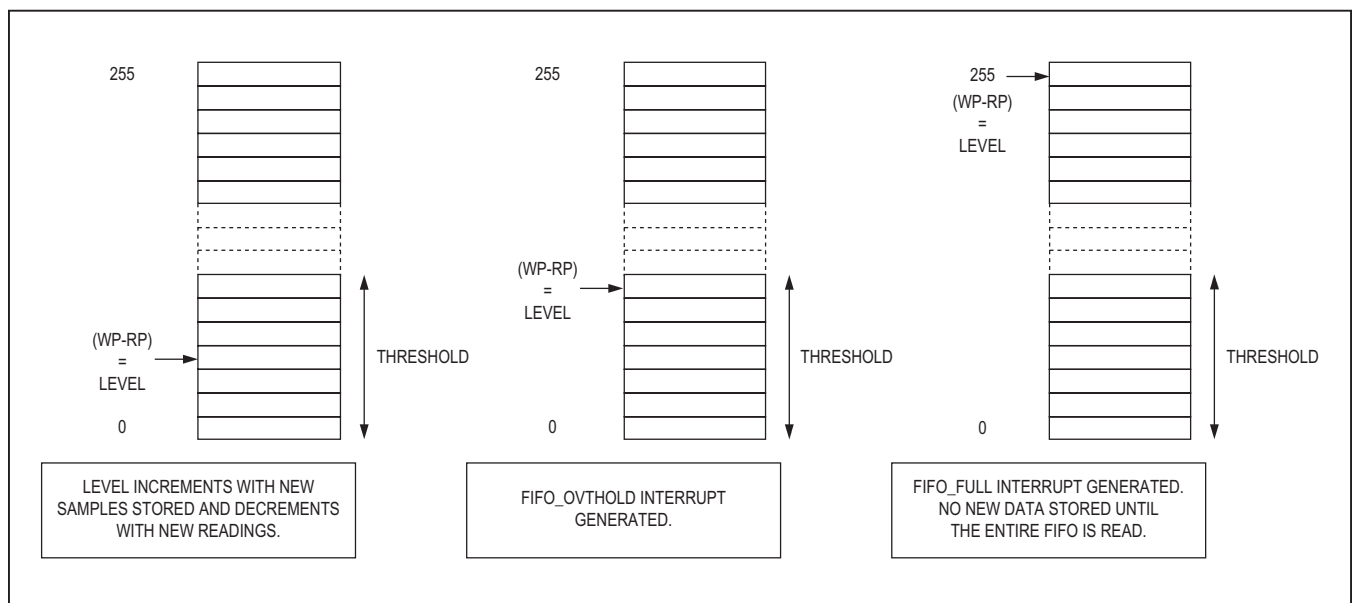 255
(WP-RP)
=
LEVEL
0
THRESHOLD
LEVEL INCREMENTS WITH NEW
SAMPLES STORED AND DECREMENTS
WITH NEW READINGS.
255
(WP-RP)
=
LEVEL
0
THRESHOLD
FIFO_OVTHOLD INTERRUPT
GENERATED.
255
(WP-RP)
=
LEVEL
0
THRESHOLD
FIFO_FULL INTERRUPT GENERATED.
NO NEW DATA STORED UNTIL
THE ENTIRE FIFO IS READ.